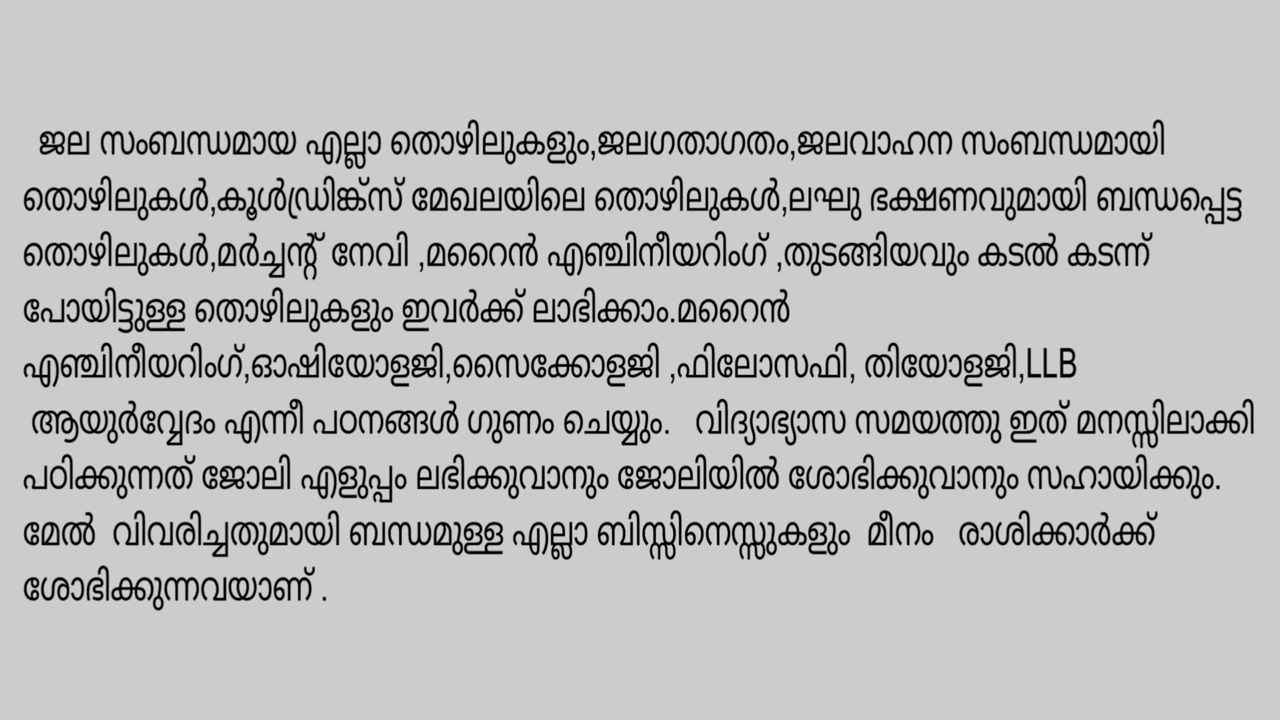 ജല സംബന്ധമായ എല്ലാ തൊഴിലുകളും,ജലഗതാഗതം,ജലവാഹന സംബന്ധമായി
തൊഴിലുകൾ,കൂൾഡ്രിങ്ക്സ് മേഖലയിലെ തൊഴിലുകൾ,ലഘു ഭക്ഷണവുമായി ബന്ധപ്പെട്ട
തൊഴിലുകൾ,മർച്ചന്റ് നേവി ,മറൈൻ എഞ്ചിനീയറിംഗ് ,തുടങ്ങിയവും കടൽ കടന്ന്
പോയിട്ടുള്ള തൊഴിലുകളും ഇവർക്ക് ലാഭിക്കാം.മറൈൻ
എഞ്ചിനീയറിംഗ്,ഓഷിയോളജി,സൈക്കോളജി ,ഫിലോസഫി, തിയോളജി,LLB
ആയുർവ്വേദം എന്നീ പഠനങ്ങൾ ഗുണം ചെയ്യും. വിദ്യാഭ്യാസ സമയത്തു ഇത് മനസ്സിലാക്കി
പഠിക്കുന്നത് ജോലി എളുപ്പം ലഭിക്കുവാനും ജോലിയിൽ ശോഭിക്കുവാനും സഹായിക്കും.
മേൽ വിവരിച്ചതുമായി ബന്ധമുള്ള എല്ലാ ബിസ്സിനെസ്സുകളും മീനം രാശിക്കാർക്ക്
ശോഭിക്കുന്നവയാണ് .